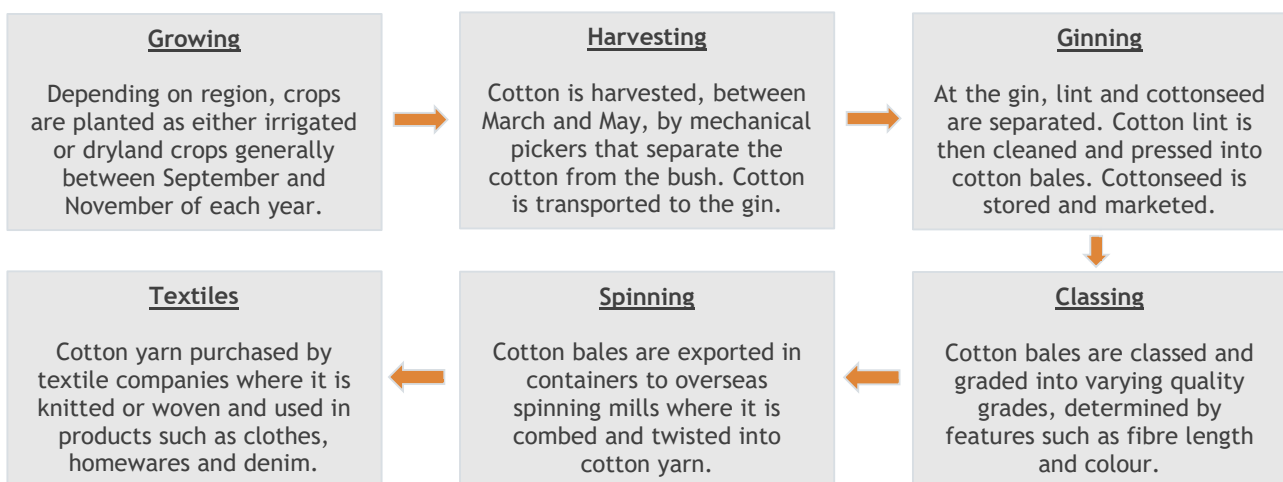 Growing
Depending on region, crops
are planted as either irrigated
or dryland crops generally
between September and
November of each year.
Harvesting
Cotton is harvested, between
March and May, by mechanical
pickers that separate the
cotton from the bush. Cotton
is transported to the gin.
Ginning
At the gin, lint and cottonseed
are separated. Cotton lint is
then cleaned and pressed into
cotton bales. Cottonseed is
stored and marketed.
Classing
Cotton bales are classed and
graded into varying quality
grades, determined by
features such as fibre length
and colour.
Spinning
Cotton bales are exported in
containers to overseas
spinning mills where it is
combed and twisted into
cotton yarn.
Textiles
Cotton yarn purchased by
textile companies where it is
knitted or woven and used in
products such as clothes,
homewares and denim.